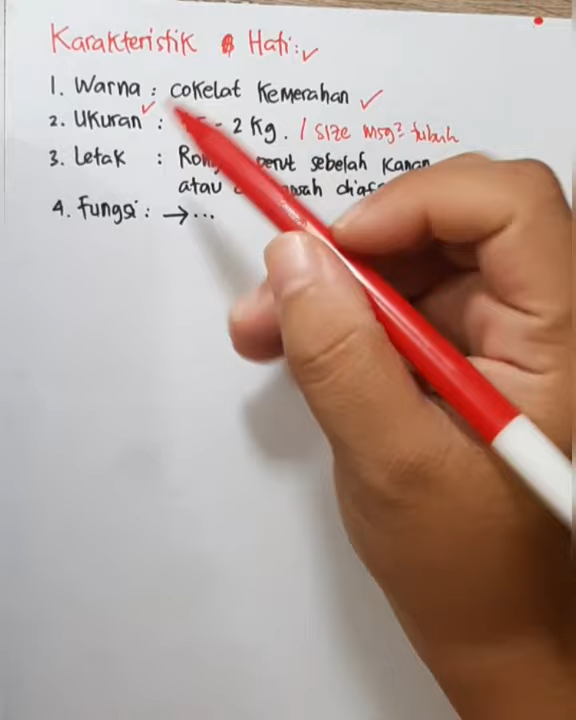 Karakteristik Hati:
1. Warna : cokelat Kemerahan
2. Ukuran : - 2 Kg. / size msg² tubuh
3. Letak : perut sebelah Kanan
atau
4. Fungsi : → ...